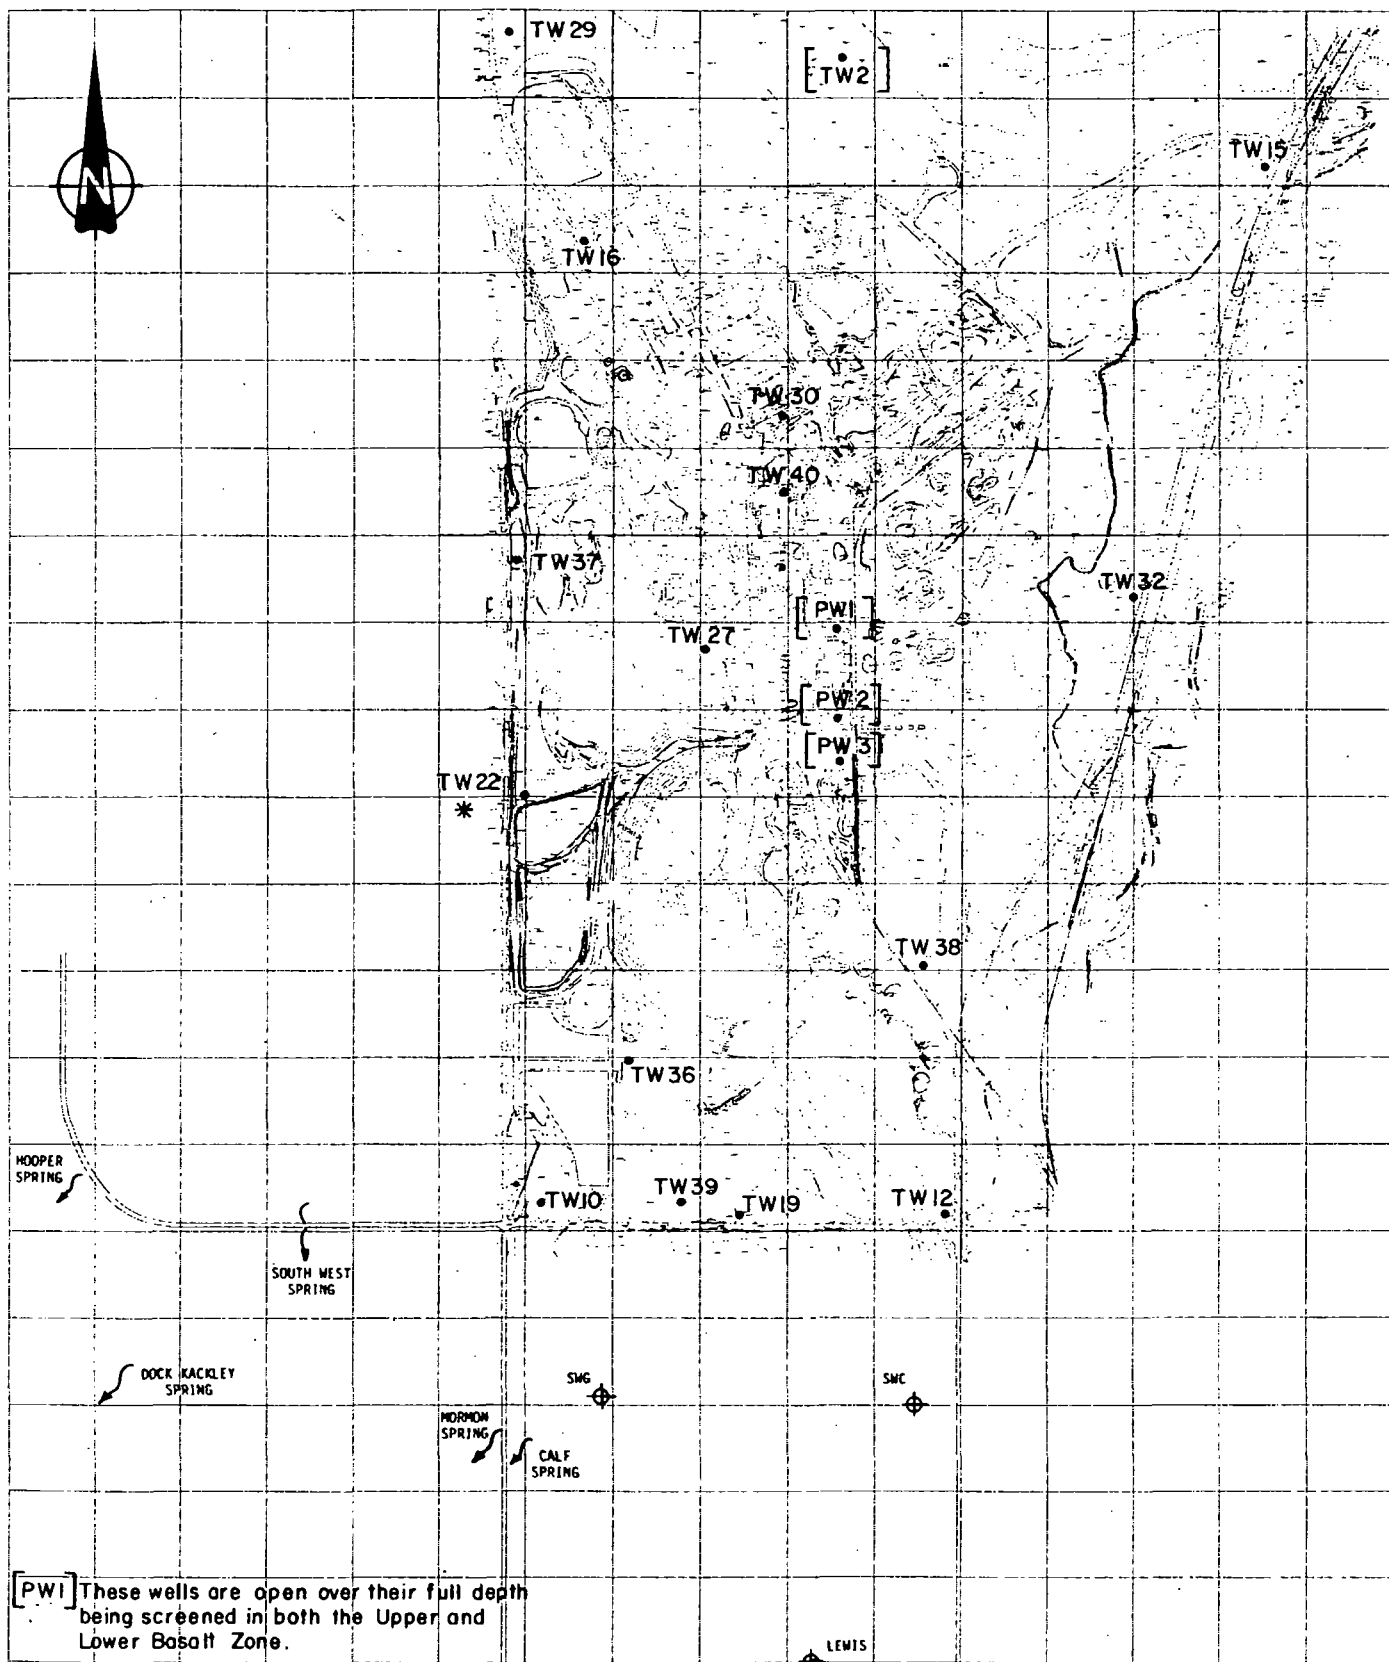 TW29
[TW2]
TW15
N
TW16
TW30
TW40
TW37
TW32
[PW1]
TW27
[PW2]
[PW3]
TW22
*
TW38
TW36
HOOPER
SPRING
TW10
TW39
TW19
TW12
SOUTH WEST
SPRING
DOCK KACKLEY
SPRING
SWG
SWC
MORMON
SPRING
CALF
SPRING
[PW1] These wells are open over their full depth
being screened in both the Upper and
Lower Basalt Zone.
LEWIS